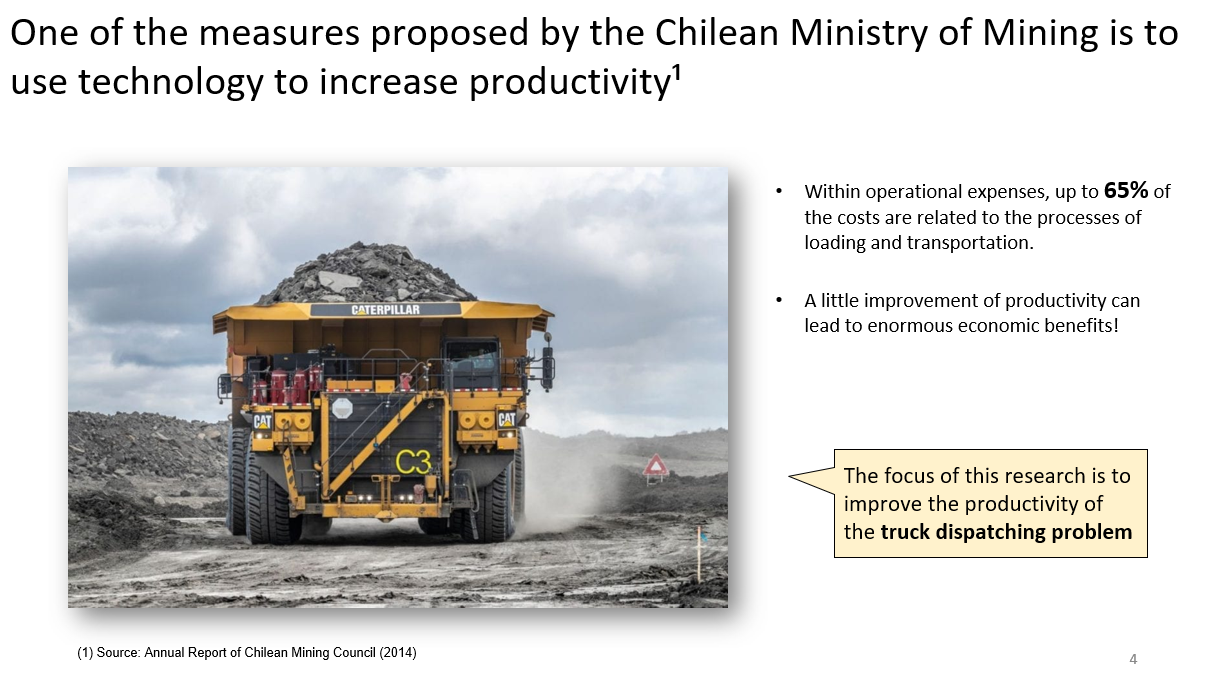 One of the measures proposed by the Chilean Ministry of Mining is to
use technology to increase productivity¹
CATERPILLAR
CAT
CAT
C3
• Within operational expenses, up to 65% of
the costs are related to the processes of
loading and transportation.
• A little improvement of productivity can
lead to enormous economic benefits!
The focus of this research is to
improve the productivity of
the truck dispatching problem
(1) Source: Annual Report of Chilean Mining Council (2014)
4